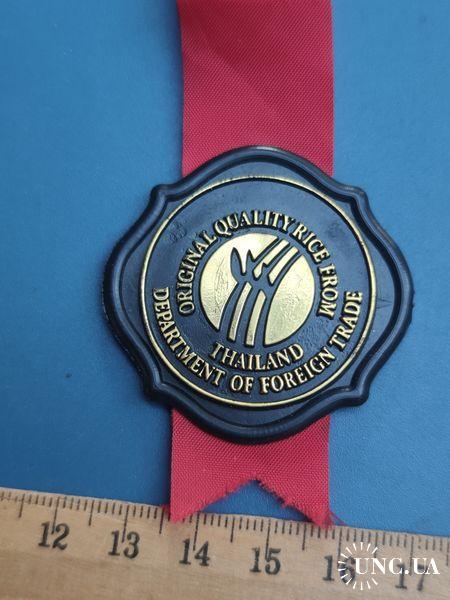 ORIGINAL QUALITY RICE FROM
THAILAND
DEPARTMENT OF FOREIGN TRADE
12 13 14 15 16 17
UNC.UA